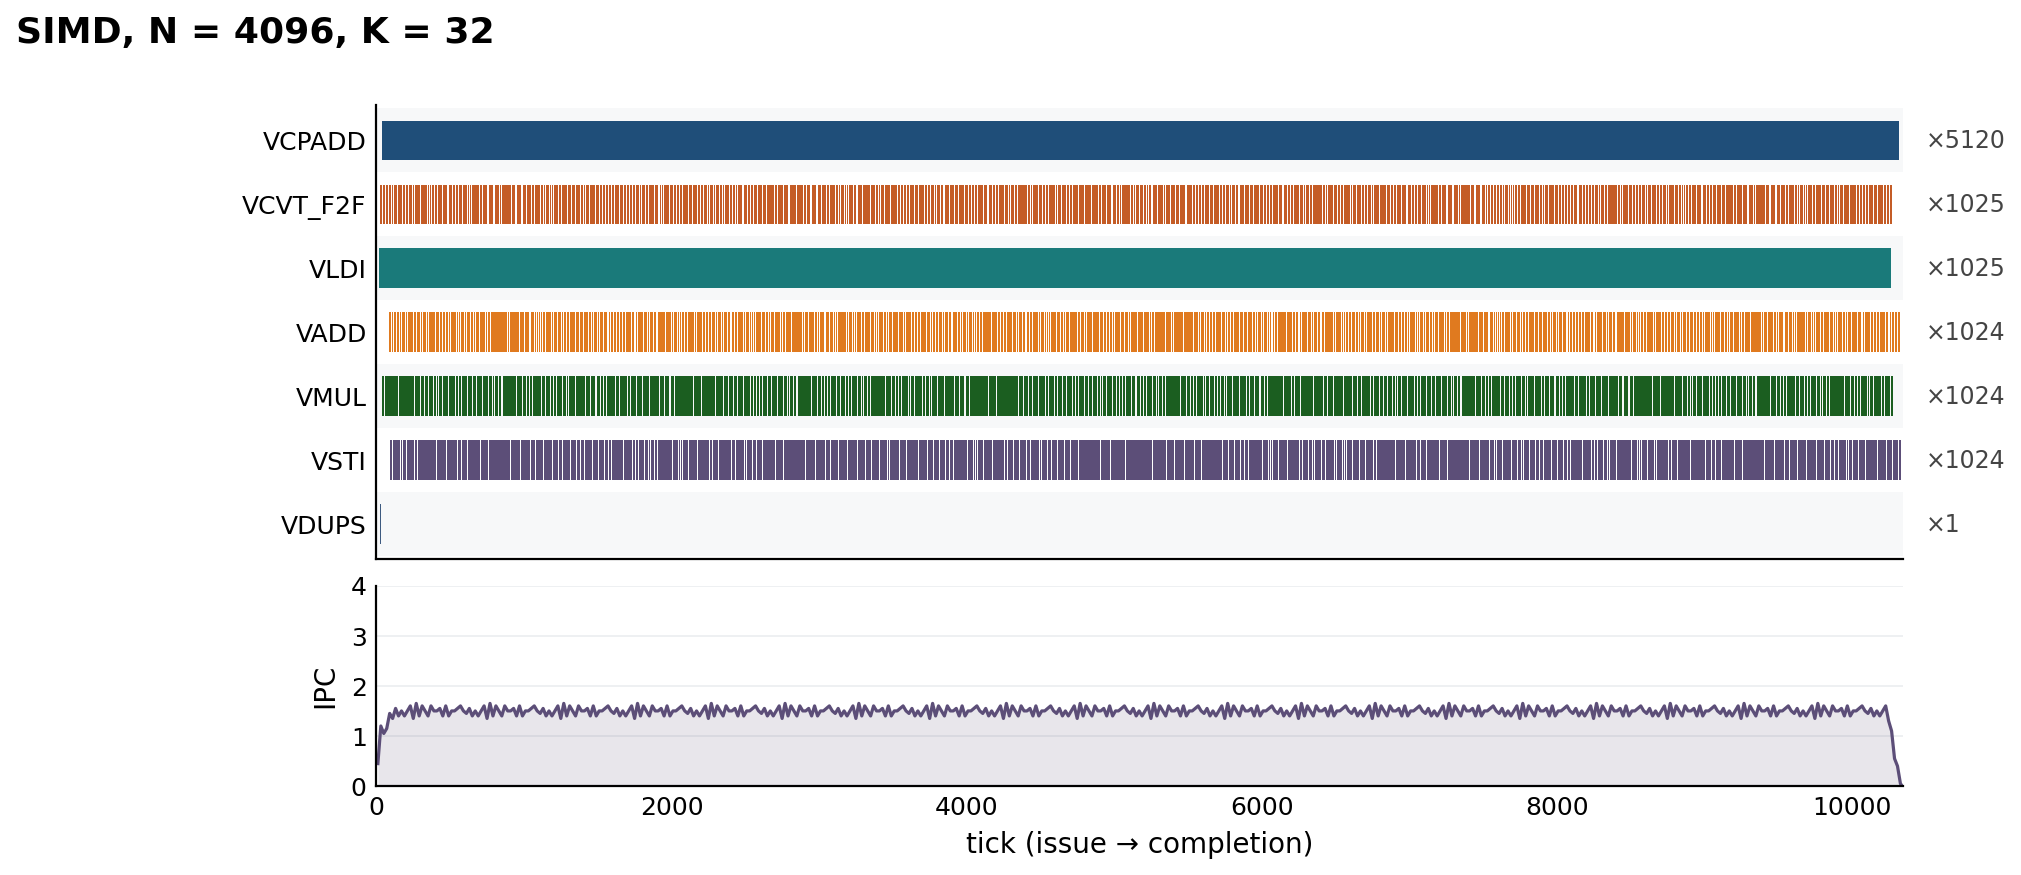 SIMD, N = 4096, K = 32
VCPADD ×5120
VCVT_F2F ×1025
VLDI ×1025
VADD ×1024
VMUL ×1024
VSTI ×1024
VDUPS ×1
4
3
2
1
0
IPC
0 2000 4000 6000 8000 10000
tick (issue → completion)